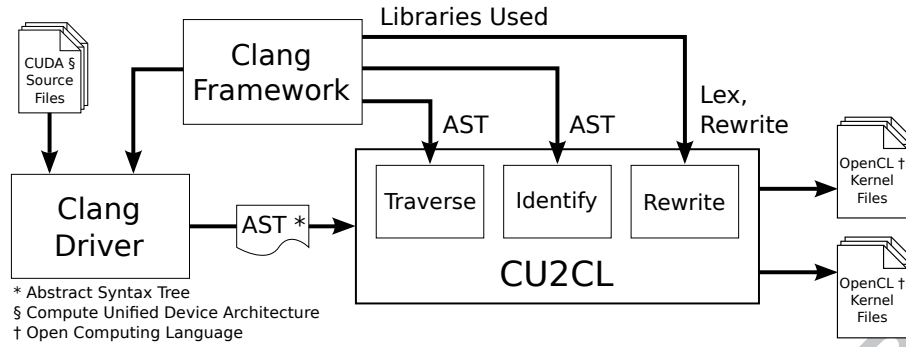 Libraries Used
CUDA §
Source
Files
Clang
Framework
AST
AST
Lex,
Rewrite
Clang
Driver
AST *
Traverse
Identify
Rewrite
CU2CL
OpenCL †
Kernel
Files
OpenCL †
Kernel
Files
* Abstract Syntax Tree
§ Compute Unified Device Architecture
† Open Computing Language